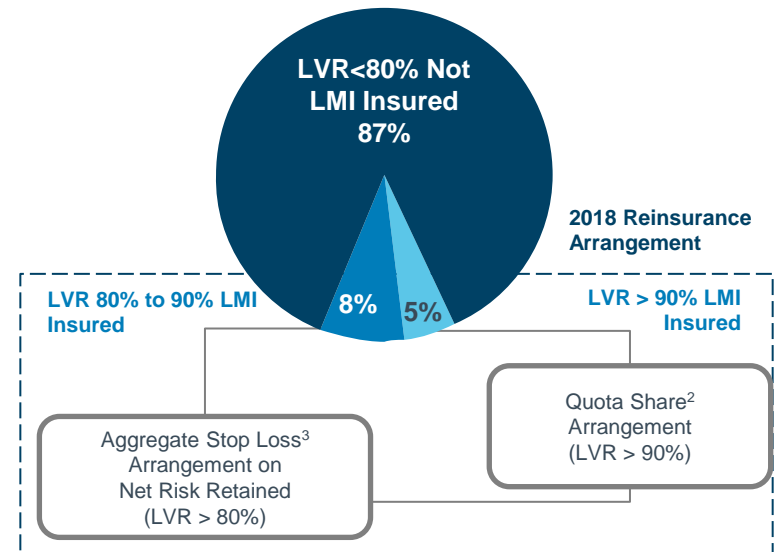 LVR<80% Not
LMI Insured
87%
2018 Reinsurance
Arrangement
LVR 80% to 90% LMI
Insured
8%
5%
LVR > 90% LMI
Insured
Quota Share²
Arrangement
(LVR > 90%)
Aggregate Stop Loss³
Arrangement on
Net Risk Retained
(LVR > 80%)